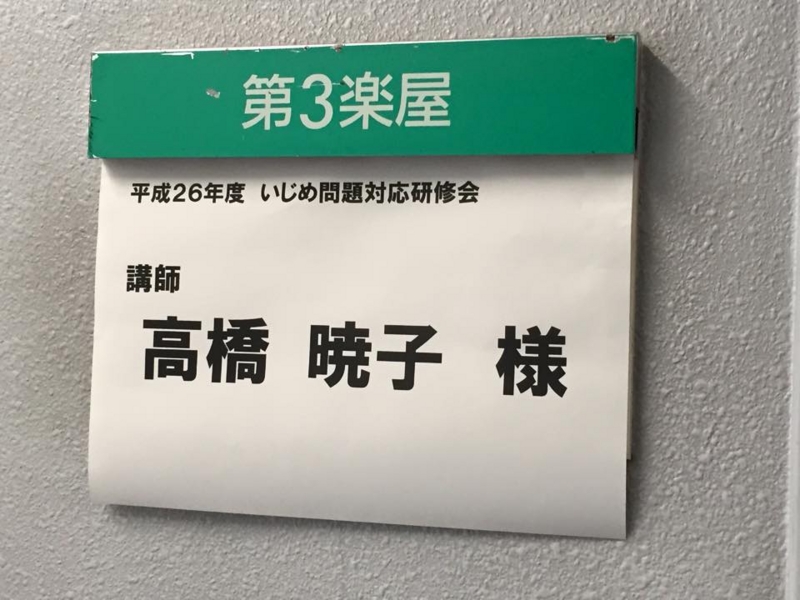 第3楽屋
平成26年度 いじめ問題対応研修会
講師
高橋 暁子 様